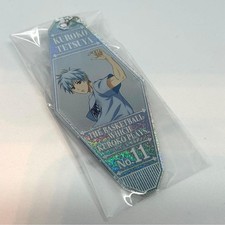 KUROKO
TETSUYA
THE BASKETBALL
WHICH
KUROKO PLAYS
No.11